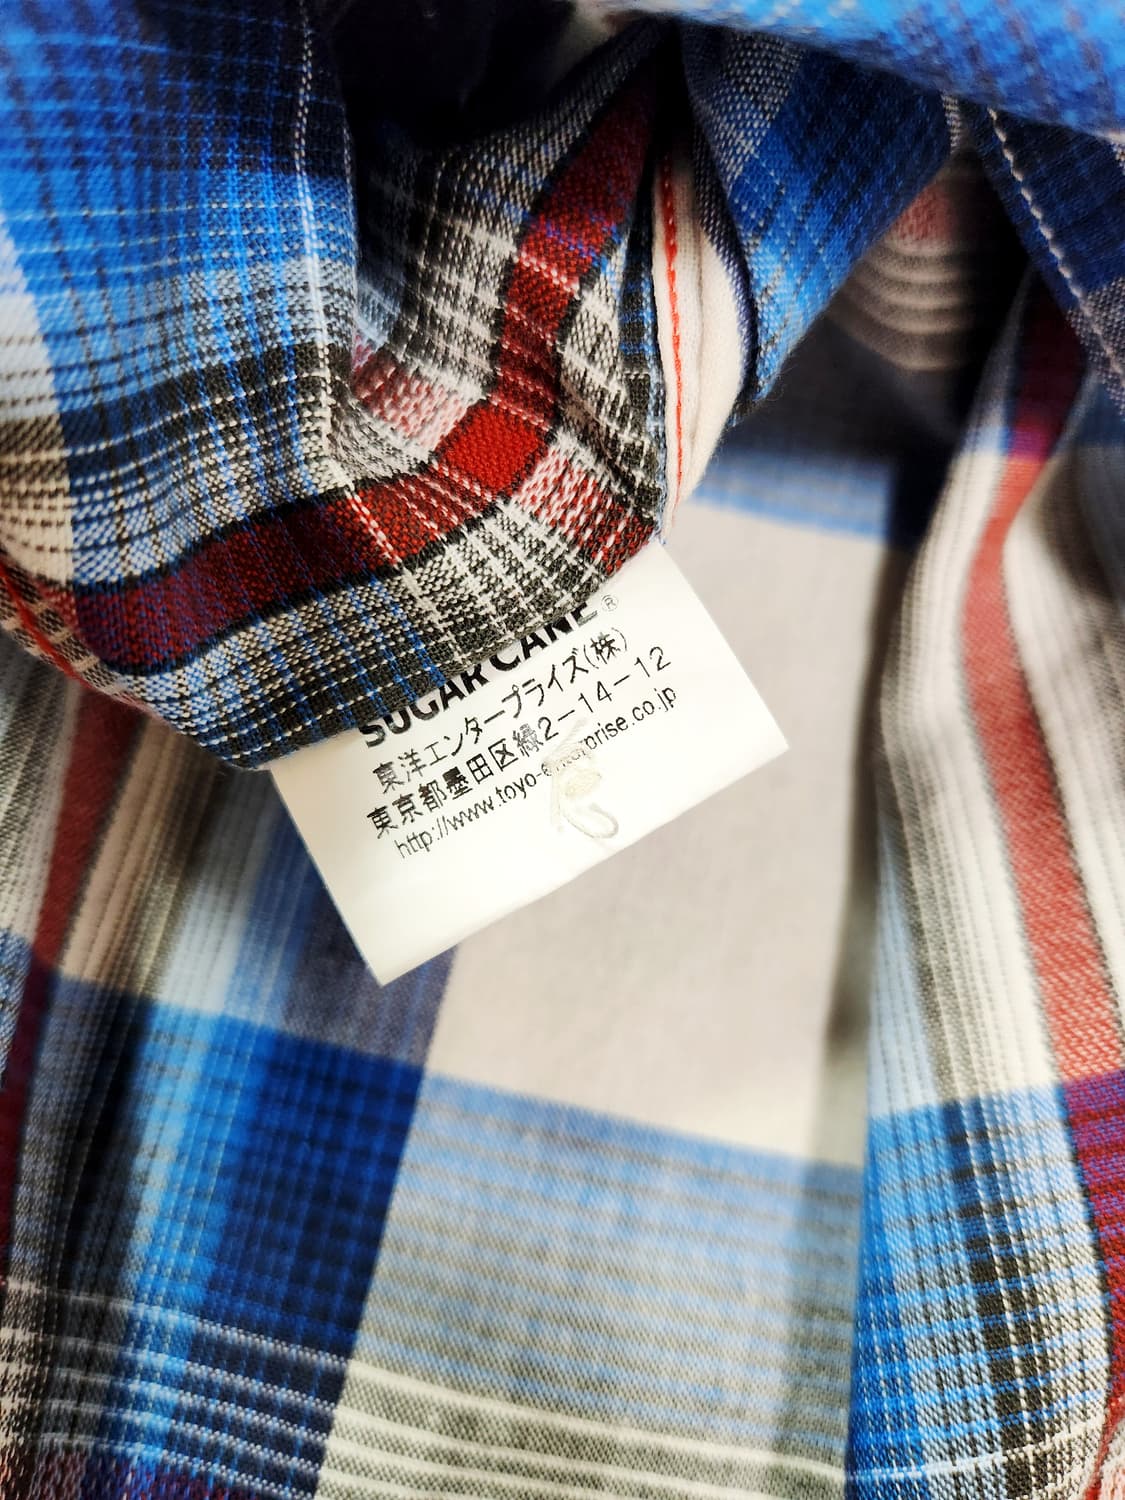 SUGAR CANE®
東洋エンタープライズ(株)
東京都墨田区緑2-14-12
http://www.toyo-enterprise.co.jp